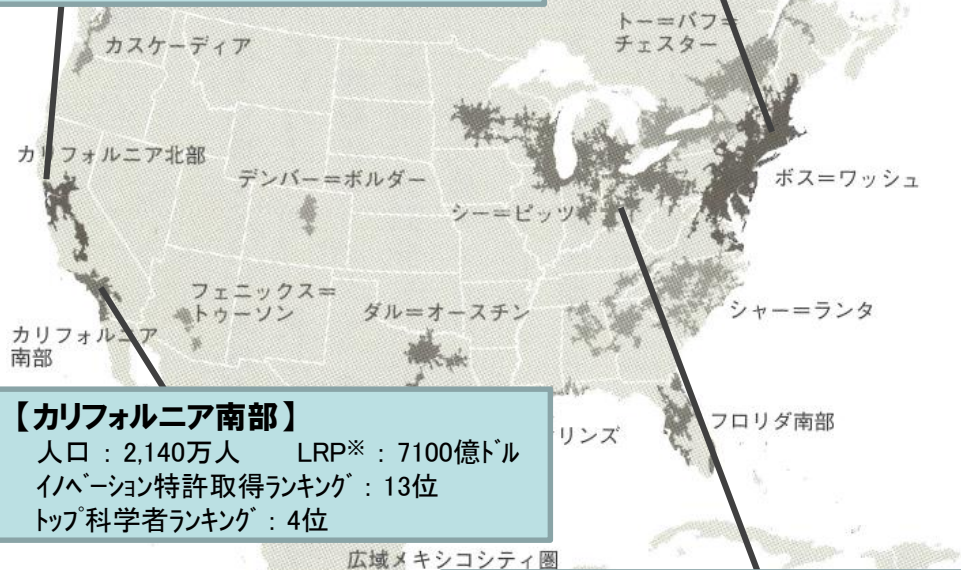 トー＝バフ＝
チェスター
カスケーディア
カリフォルニア北部
デンバー＝ボルダー
ボス＝ワッシュ
シー＝ピッツ
フェニックス＝
トゥーソン
ダル＝オースチン
シャー＝ランタ
カリフォルニア
南部
【カリフォルニア南部】
人口 : 2,140万人 LRP※ : 7100億ﾄﾞﾙ
ｲﾉﾍﾞｰｼｮﾝ特許取得ﾗﾝｷﾝｸﾞ : 13位
ﾄｯﾌﾟ科学者ﾗﾝｷﾝｸﾞ : 4位
リンズ
フロリダ南部
広域メキシコシティ圏